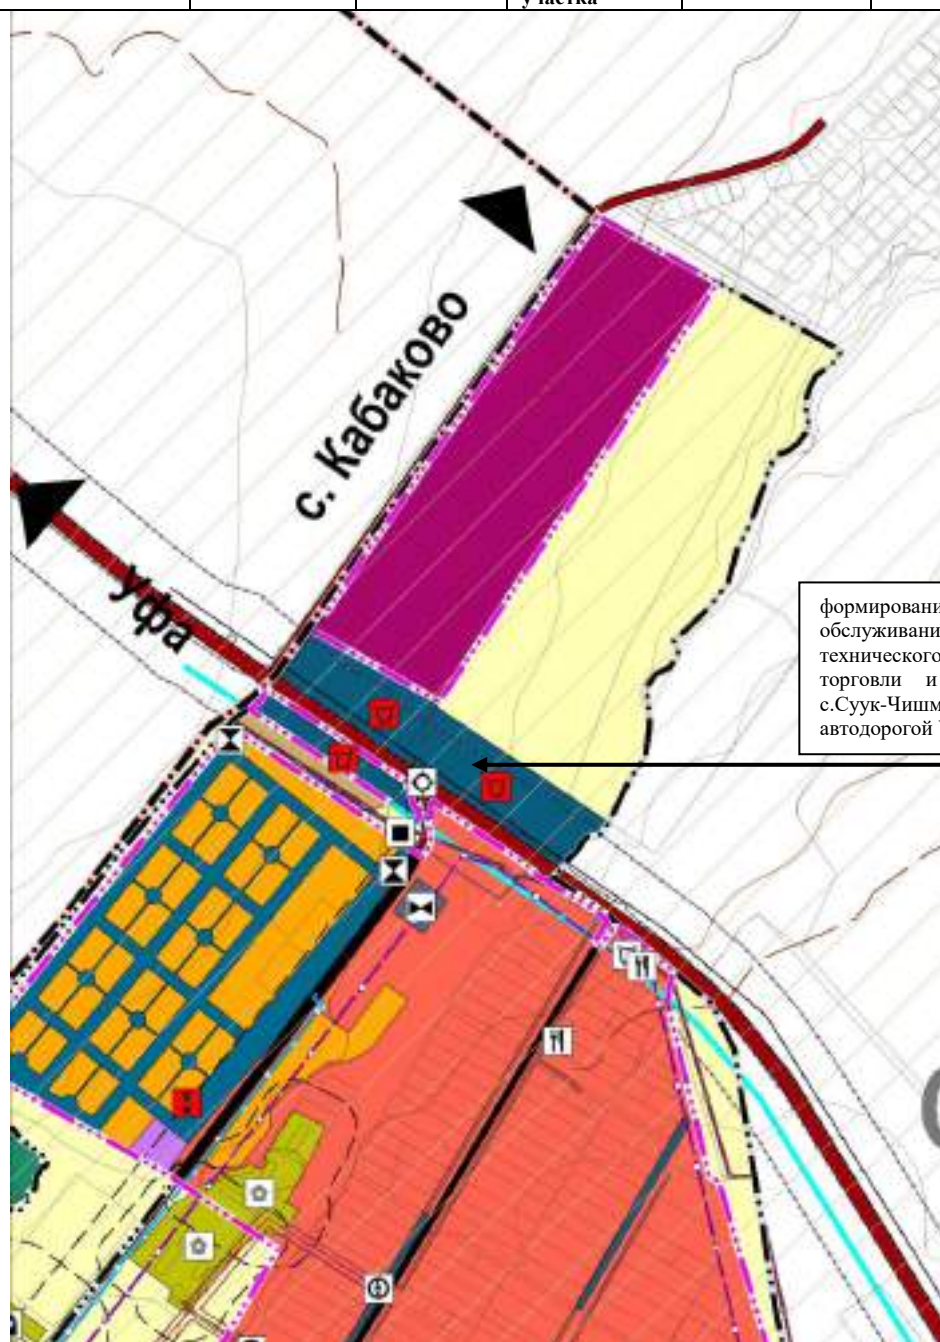 участка
с. Кабаково
уфа
формировани
обслуживани
технического
торговли и
с.Суук-Чишм
автодорогой